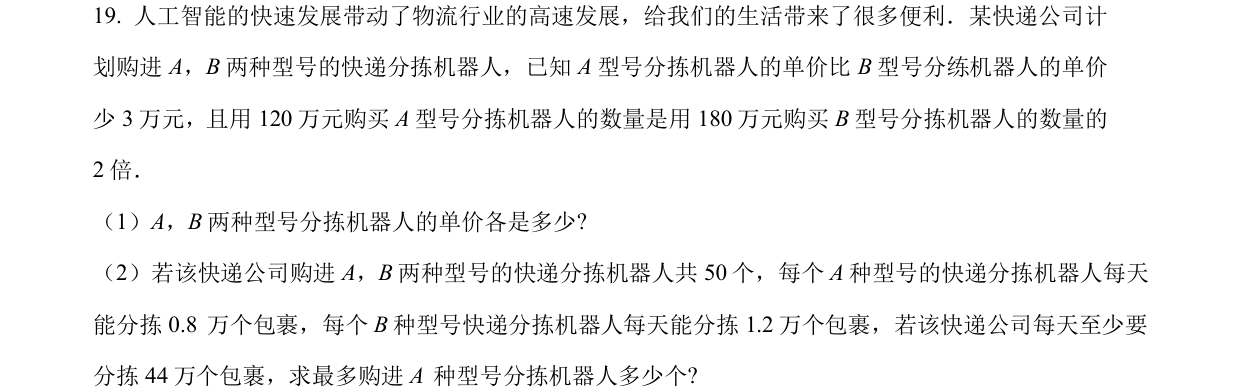 19. 人工智能的快速发展带动了物流行业的高速发展，给我们的生活带来了很多便利．某快递公司计
划购进 A，B 两种型号的快递分拣机器人，已知 A 型号分拣机器人的单价比 B 型号分练机器人的单价
少 3 万元，且用 120 万元购买 A 型号分拣机器人的数量是用 180 万元购买 B 型号分拣机器人的数量的
2 倍．
（1）A，B 两种型号分拣机器人的单价各是多少?
（2）若该快递公司购进 A，B 两种型号的快递分拣机器人共 50 个，每个 A 种型号的快递分拣机器人每天
能分拣 0.8 万个包裹，每个 B 种型号快递分拣机器人每天能分拣 1.2 万个包裹，若该快递公司每天至少要
分拣 44 万个包裹，求最多购进 A 种型号分拣机器人多少个?